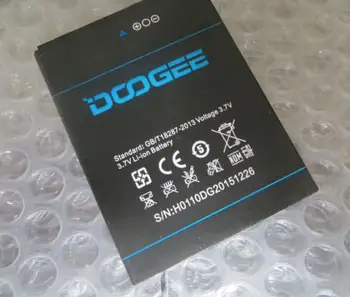 DOOGEE
Standard: GB/T18287-2013 Voltage 3.7V
3.7V Li-ion Battery
S/N:H0110DG20151226